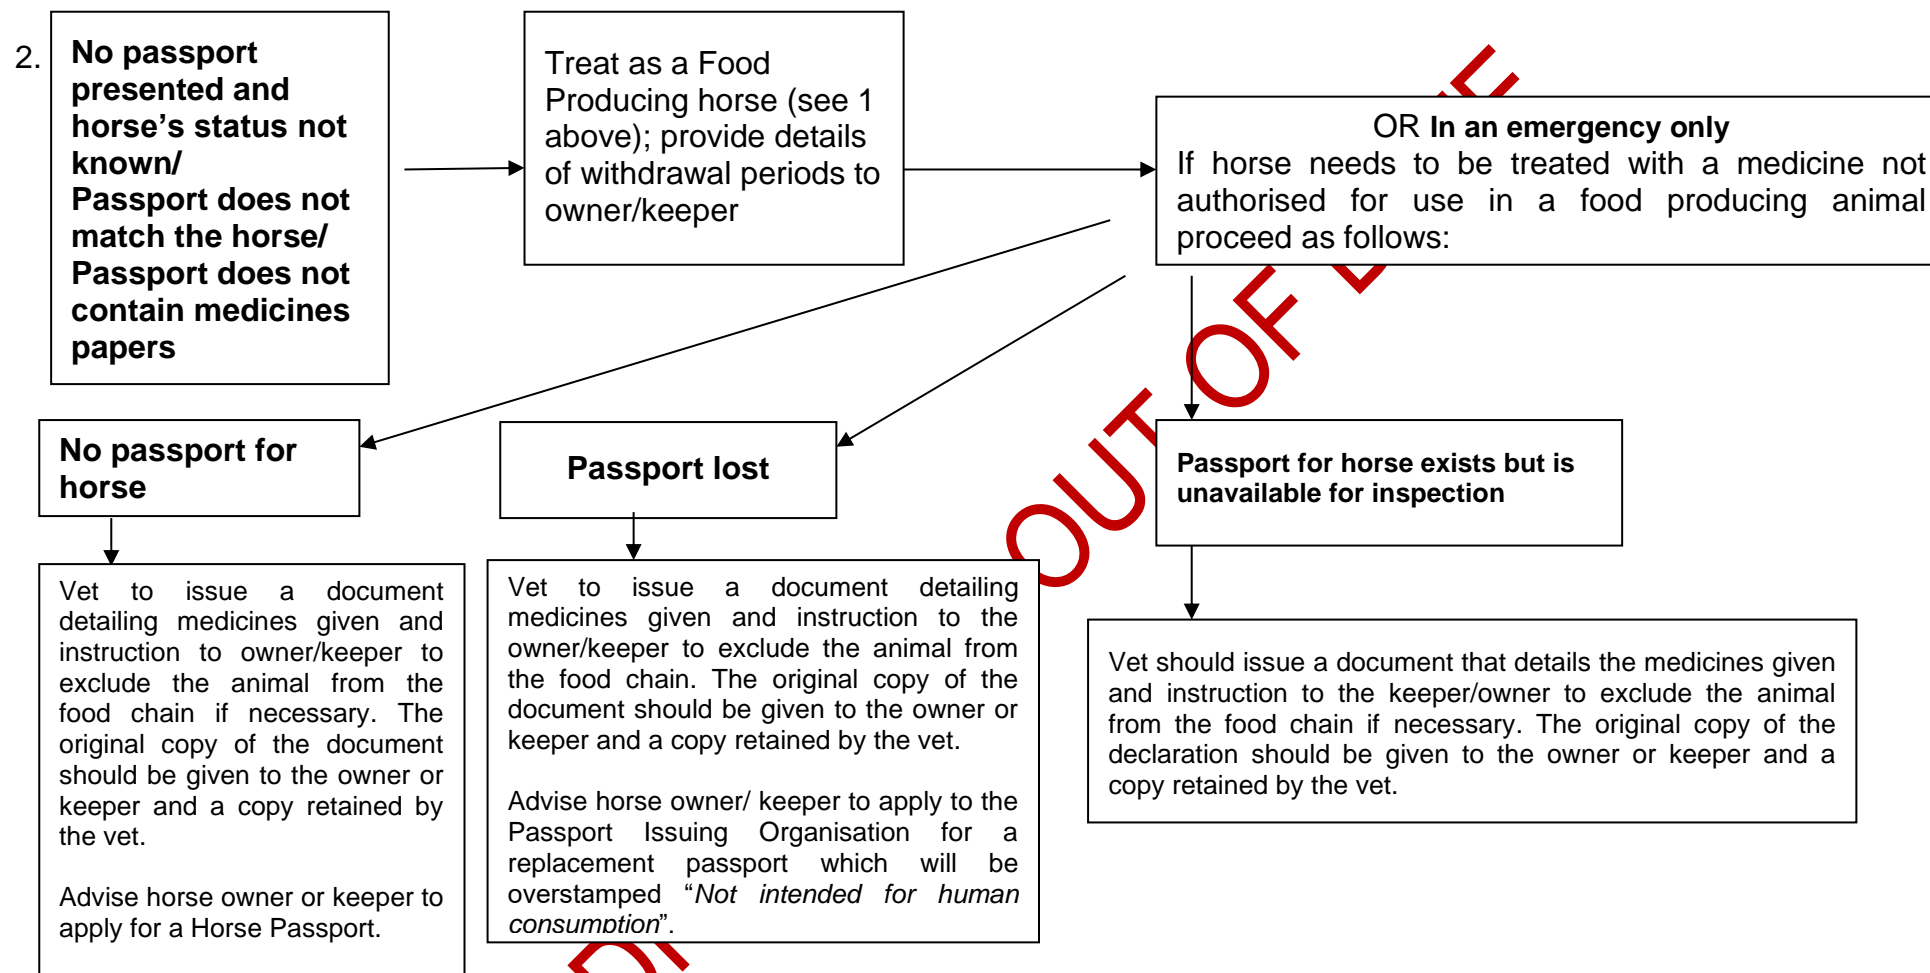 2.
No passport
presented and
horse's status not
known/
Passport does not
match the horse/
Passport does not
contain medicines
papers
Treat as a Food
Producing horse (see 1
above); provide details
of withdrawal periods to
owner/keeper
OR In an emergency only
If horse needs to be treated with a medicine not
authorised for use in a food producing animal
proceed as follows:
No passport for
horse
Passport lost
Passport for horse exists but is
unavailable for inspection
Vet to issue a document
detailing medicines given and
instruction to owner/keeper to
exclude the animal from the
food chain if necessary. The
original copy of the document
should be given to the owner or
keeper and a copy retained by
the vet.
Advise horse owner or keeper to
apply for a Horse Passport.
Vet to issue a document detailing
medicines given and instruction to the
owner/keeper to exclude the animal from
the food chain. The original copy of the
document should be given to the owner or
keeper and a copy retained by the vet.
Advise horse owner/ keeper to apply to the
Passport Issuing Organisation for a
replacement passport which will be
overstamped “Not intended for human
consumption”.
Vet should issue a document that details the medicines given
and instruction to the keeper/owner to exclude the animal
from the food chain if necessary. The original copy of the
declaration should be given to the owner or keeper and a
copy retained by the vet.
OUT OF